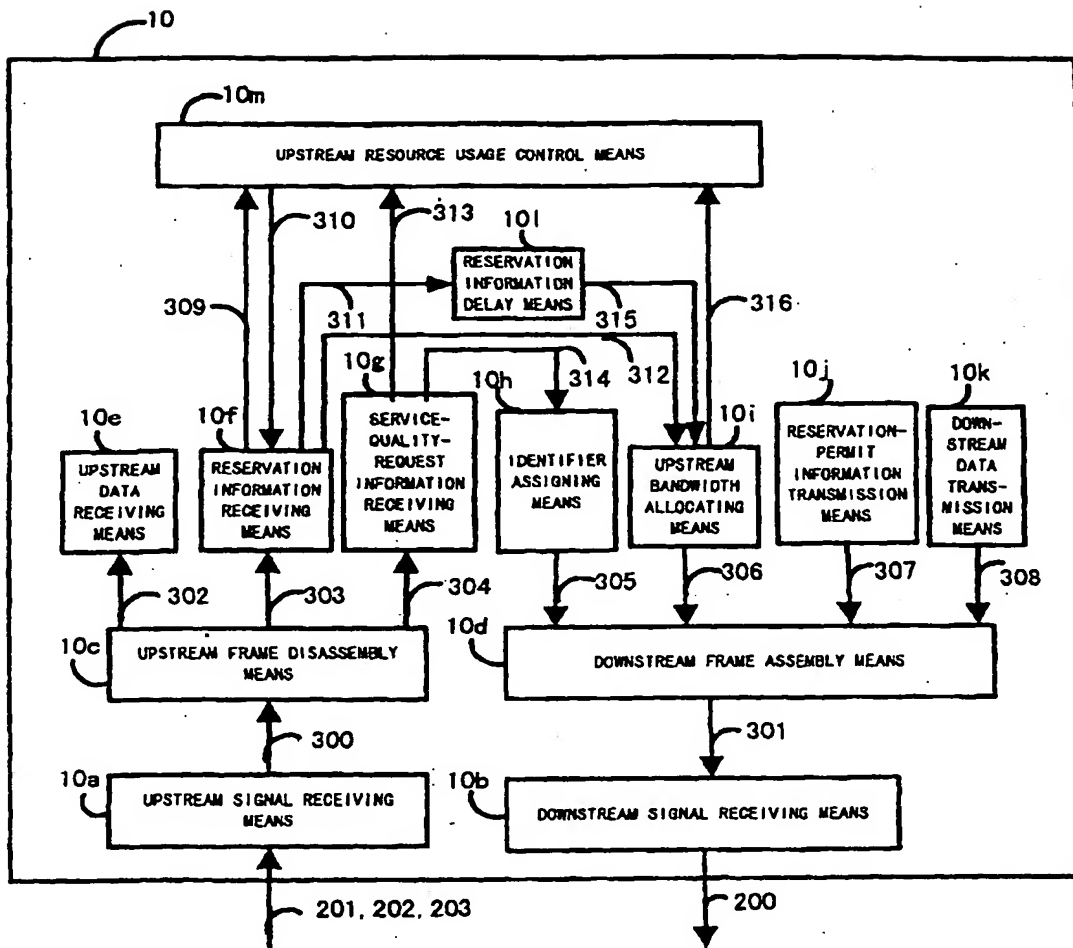 10
10m
UPSTREAM RESOURCE USAGE CONTROL MEANS
310
313
10l
RESERVATION
INFORMATION
DELAY MEANS
309
311
315
316
312
314
10e
UPSTREAM
DATA
RECEIVING
MEANS
10f
RESERVATION
INFORMATION
RECEIVING
MEANS
10g
SERVICE-
QUALITY-
REQUEST
INFORMATION
RECEIVING
MEANS
10h
IDENTIFIER
ASSIGNING
MEANS
10i
UPSTREAM
BANDWIDTH
ALLOCATING
MEANS
10j
RESERVATION-
PERMIT
INFORMATION
TRANSMISSION
MEANS
10k
DOWN-
STREAM
DATA
TRANS-
MISSION
MEANS
302
303
304
305
306
307
308
10c
UPSTREAM FRAME DISASSEMBLY
MEANS
10d
DOWNSTREAM FRAME ASSEMBLY MEANS
300
301
10a
UPSTREAM SIGNAL RECEIVING
MEANS
10b
DOWNSTREAM SIGNAL RECEIVING MEANS
201, 202, 203
200